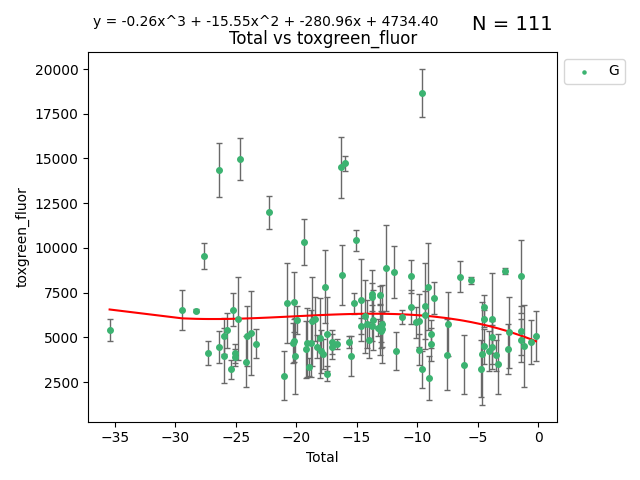 y = -0.26x^3 + -15.55x^2 + -280.96x + 4734.40
N = 111
Total vs toxgreen_fluor
G
20000
17500
15000
12500
10000
7500
5000
2500
toxgreen_fluor
−35 −30 −25 −20 −15 −10 −5 0
Total